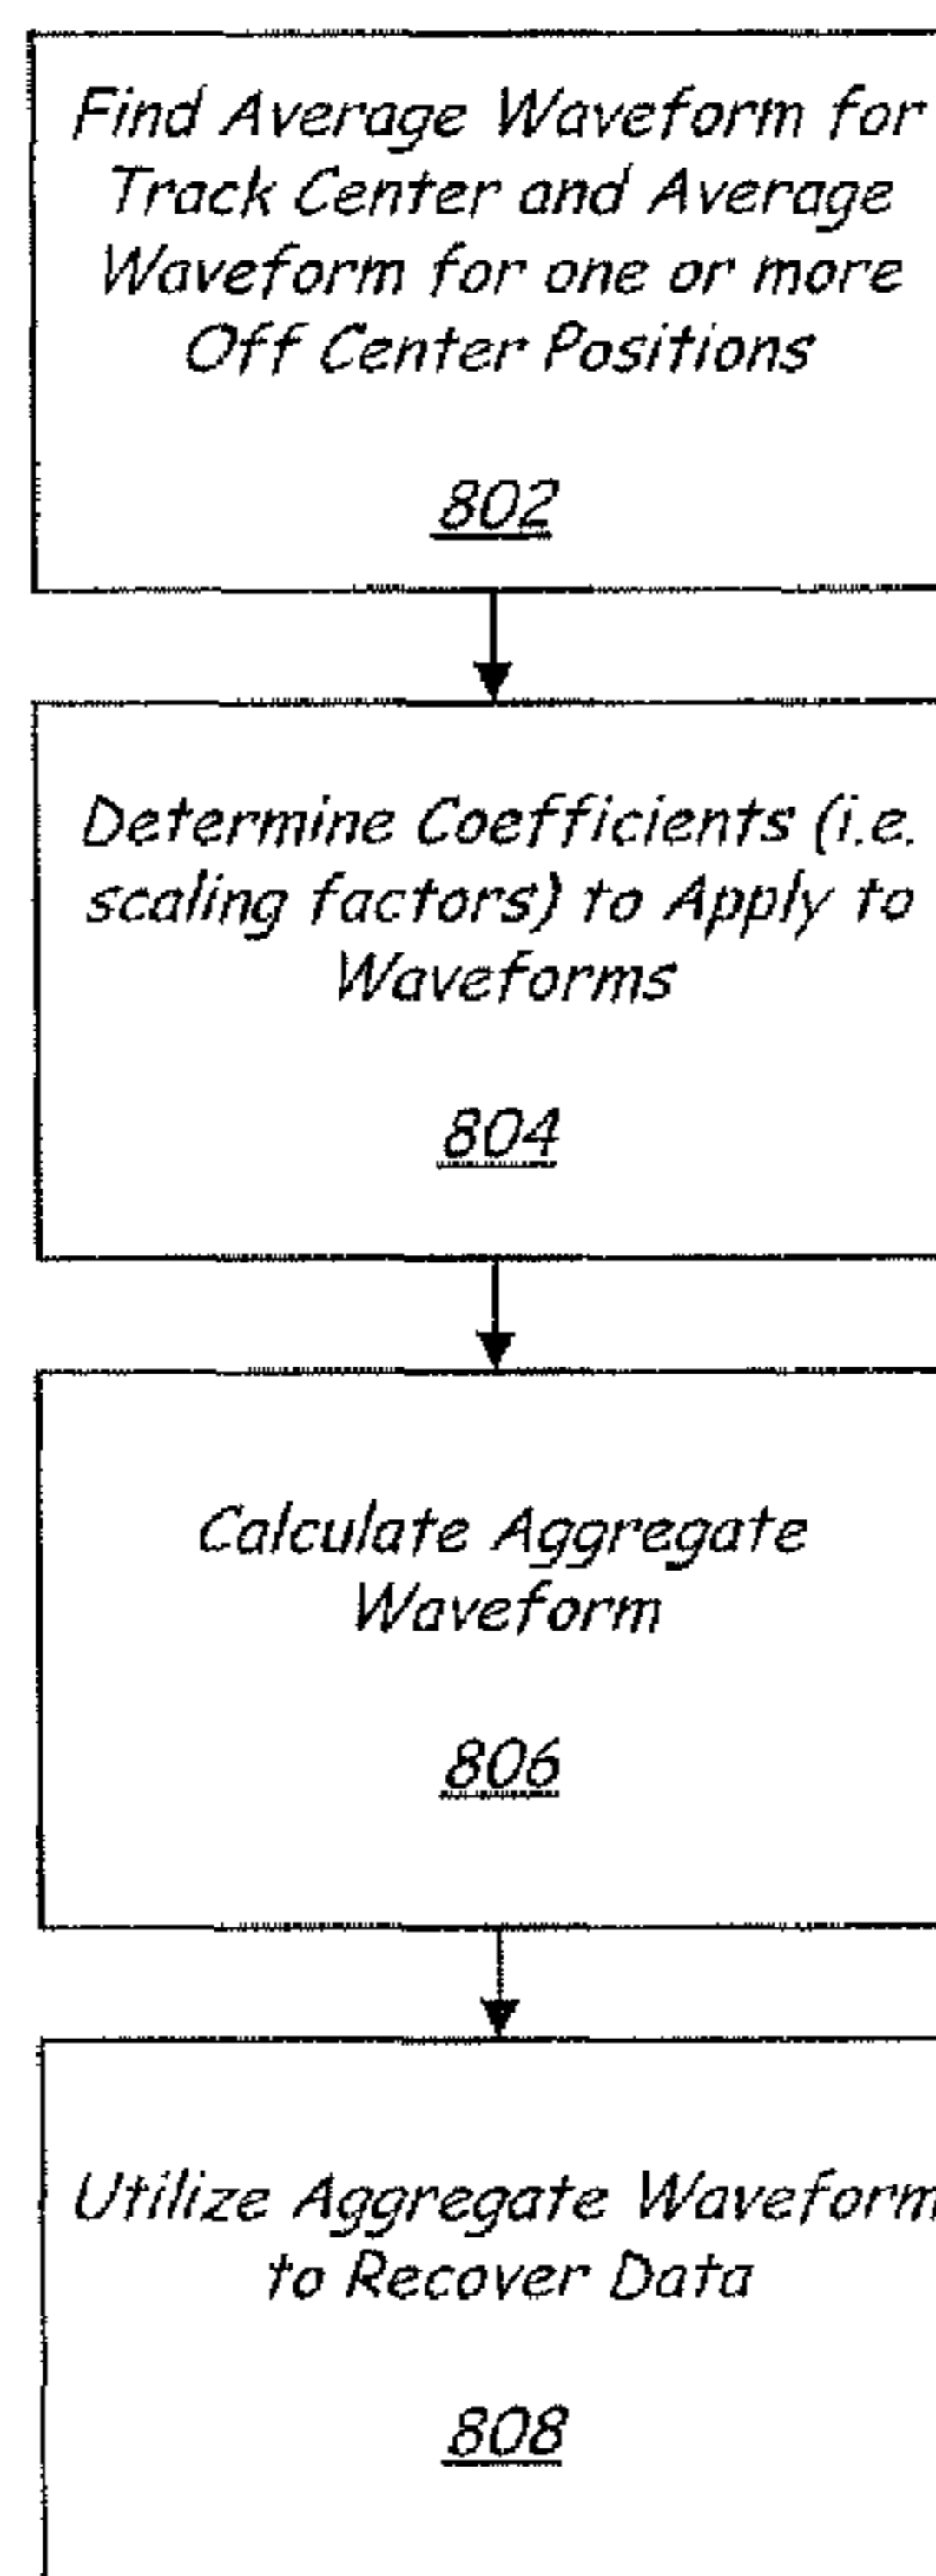 Find Average Waveform for
Track Center and Average
Waveform for one or more
Off Center Positions
802
Determine Coefficients (i.e.
scaling factors) to Apply to
Waveforms
804
Calculate Aggregate
Waveform
806
Utilize Aggregate Waveform
to Recover Data
808